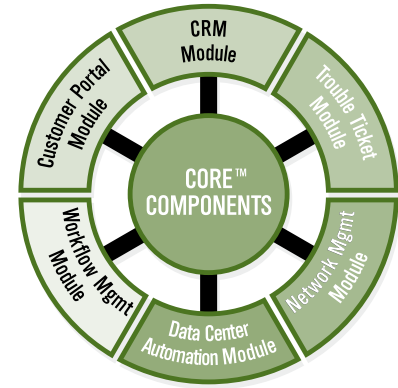 CRM
Module
Trouble Ticket
Module
Network Mgmt
Module
Data Center
Automation Module
Workflow Mgmt
Module
Customer Portal
Module
CORE™
COMPONENTS